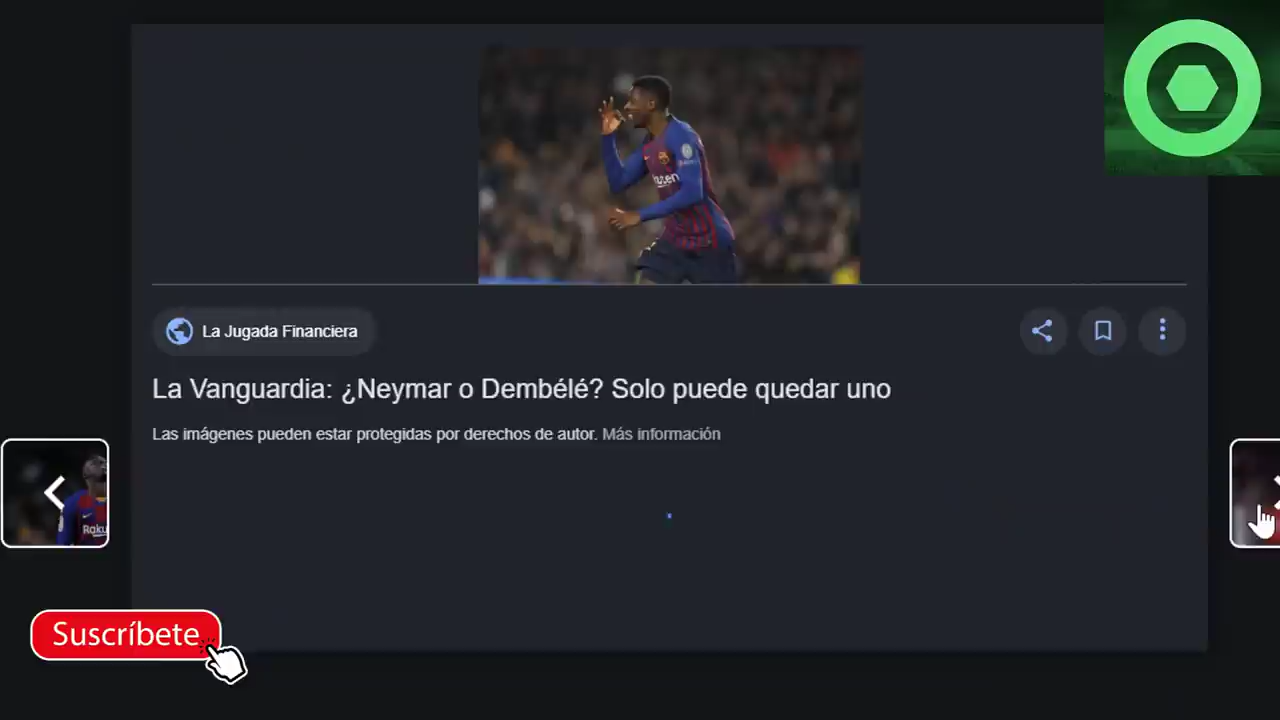 La Jugada Financiera
La Vanguardia: ¿Neymar o Dembélé? Solo puede quedar uno
Las imágenes pueden estar protegidas por derechos de autor. Más información
Raku
Suscríbete